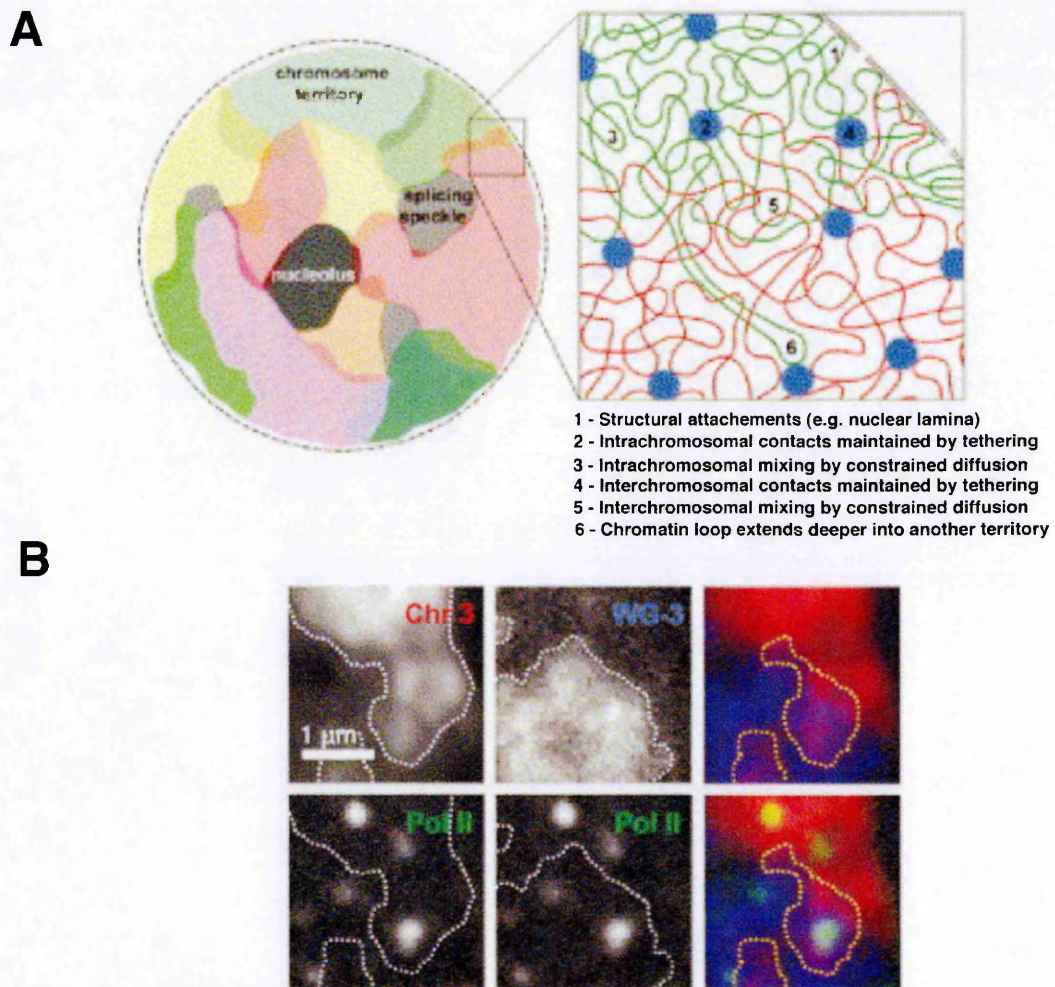 A
chromosome
territory
splicing
speckle
nucleolus
1
2
3
4
5
6
1 - Structural attachements (e.g. nuclear lamina)
2 - Intrachromosomal contacts maintained by tethering
3 - Intrachromosomal mixing by constrained diffusion
4 - Interchromosomal contacts maintained by tethering
5 - Interchromosomal mixing by constrained diffusion
6 - Chromatin loop extends deeper into another territory
B
Chr 3
WG-3
1 µm
Pol II
Pol II